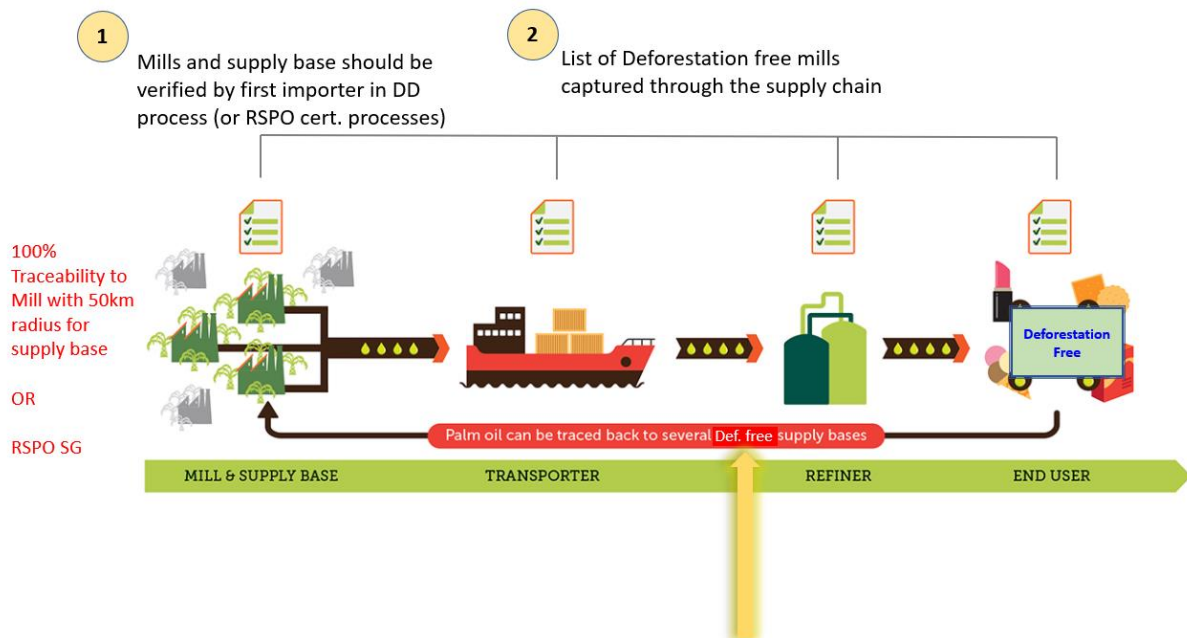 1
Mills and supply base should be
verified by first importer in DD
process (or RSPO cert. processes)
2
List of Deforestation free mills
captured through the supply chain
100%
Traceability to
Mill with 50km
radius for
supply base
OR
RSPO SG
Deforestation
Free
Palm oil can be traced back to several Def. free supply bases
MILL & SUPPLY BASE
TRANSPORTER
REFINER
END USER